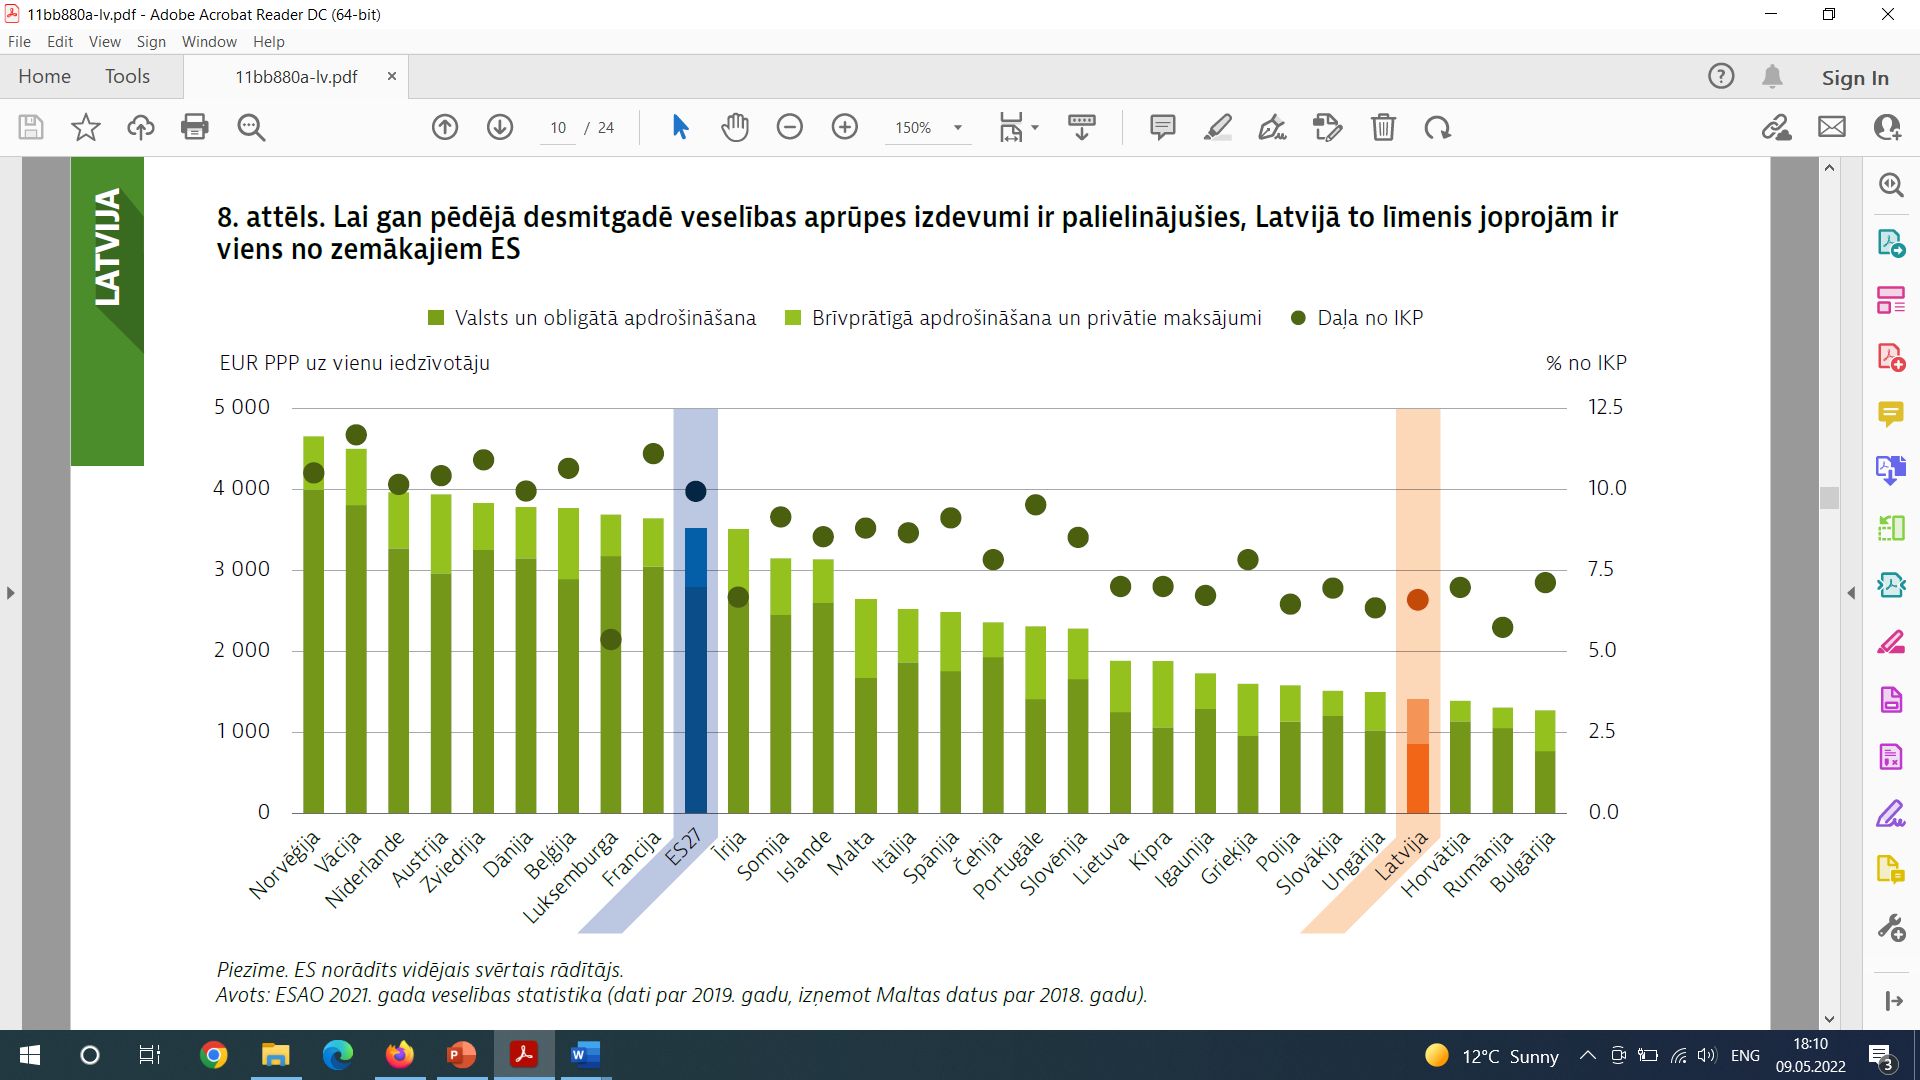 11bb880a-lv.pdf - Adobe Acrobat Reader DC (64-bit)
File Edit View Sign Window Help
Home Tools 11bb880a-lv.pdf × Sign In
10 / 24 150%
LATVIJA
8. attēls. Lai gan pēdējā desmitgadē veselības aprūpes izdevumi ir palielinājušies, Latvijā to līmenis joprojām ir
viens no zemākajiem ES
Valsts un obligātā apdrošināšana Brīvprātīgā apdrošināšana un privātie maksājumi Daļa no IKP
EUR PPP uz vienu iedzīvotāju % no IKP
5 000 12.5
4 000 10.0
3 000 7.5
2 000 5.0
1 000 2.5
0 0.0
Norvēģija
Vācija
Nīderlande
Austrija
Zviedrija
Dānija
Beļģija
Luksemburga
Francija
ES27
Īrija
Somija
Islande
Malta
Itālija
Spānija
Čehija
Portugāle
Slovēnija
Lietuva
Kipra
Igaunija
Grieķija
Polija
Slovākija
Ungārija
Latvija
Horvātija
Rumānija
Bulgārija
Piezīme. ES norādīts vidējais svērtais rādītājs.
Avots: ESAO 2021. gada veselības statistika (dati par 2019. gadu, izņemot Maltas datus par 2018. gadu).
12°C Sunny ENG 18:10
09.05.2022 3